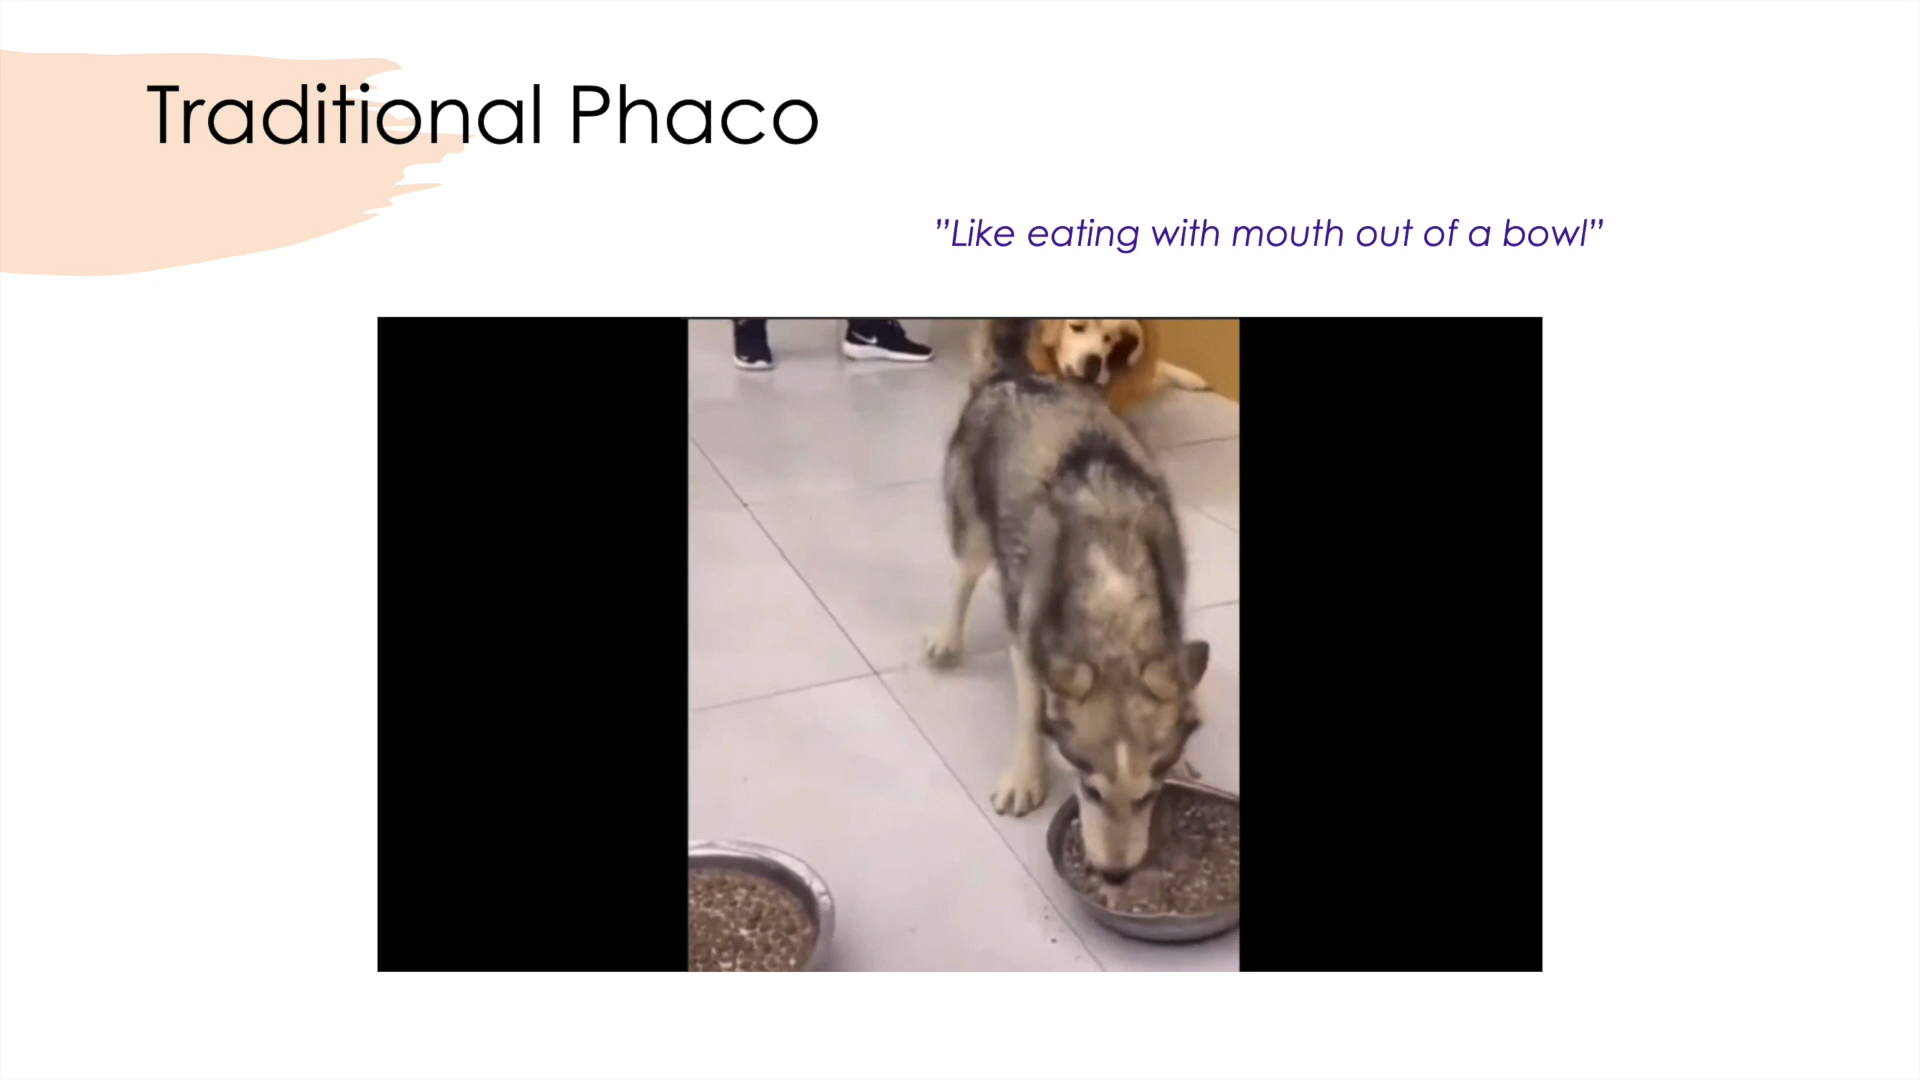 Traditional Phaco
”Like eating with mouth out of a bowl”